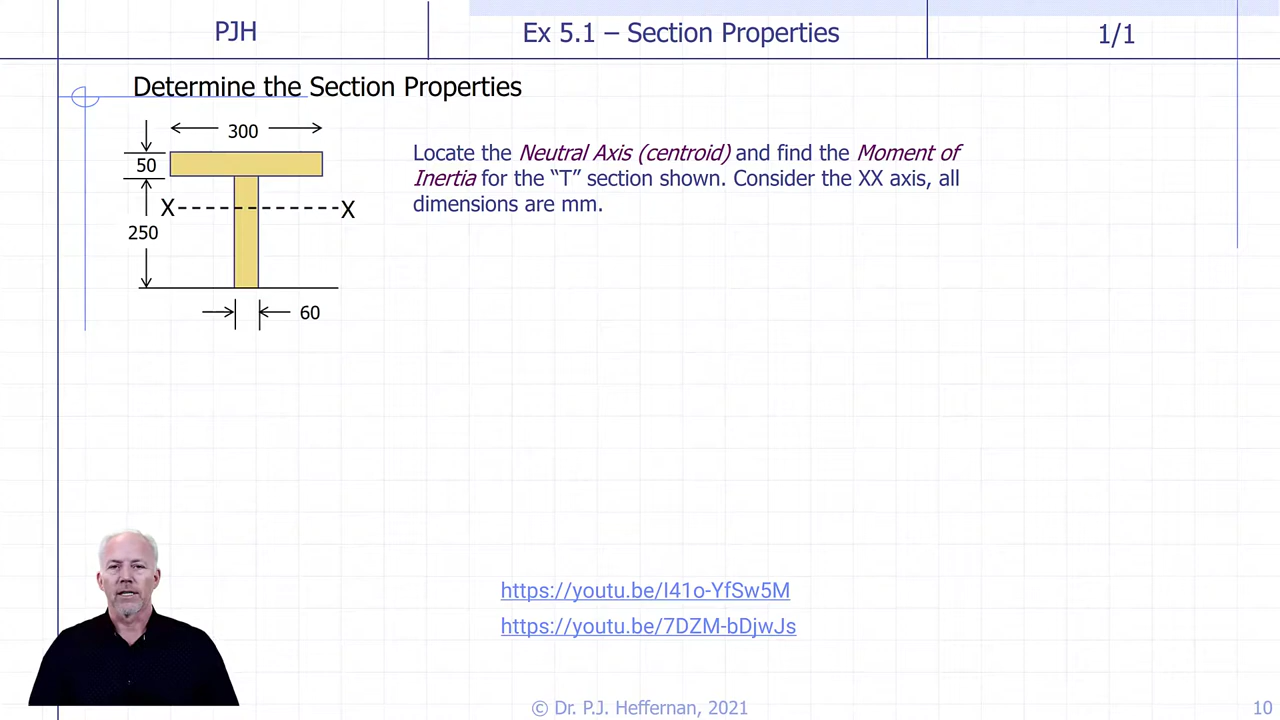 PJH
Ex 5.1 – Section Properties
1/1
Determine the Section Properties
300
50
X
X
250
60
Locate the Neutral Axis (centroid) and find the Moment of
Inertia for the “T” section shown. Consider the XX axis, all
dimensions are mm.
https://youtu.be/I41o-YfSw5M
https://youtu.be/7DZM-bDjwJs
© Dr. P.J. Heffernan, 2021
10